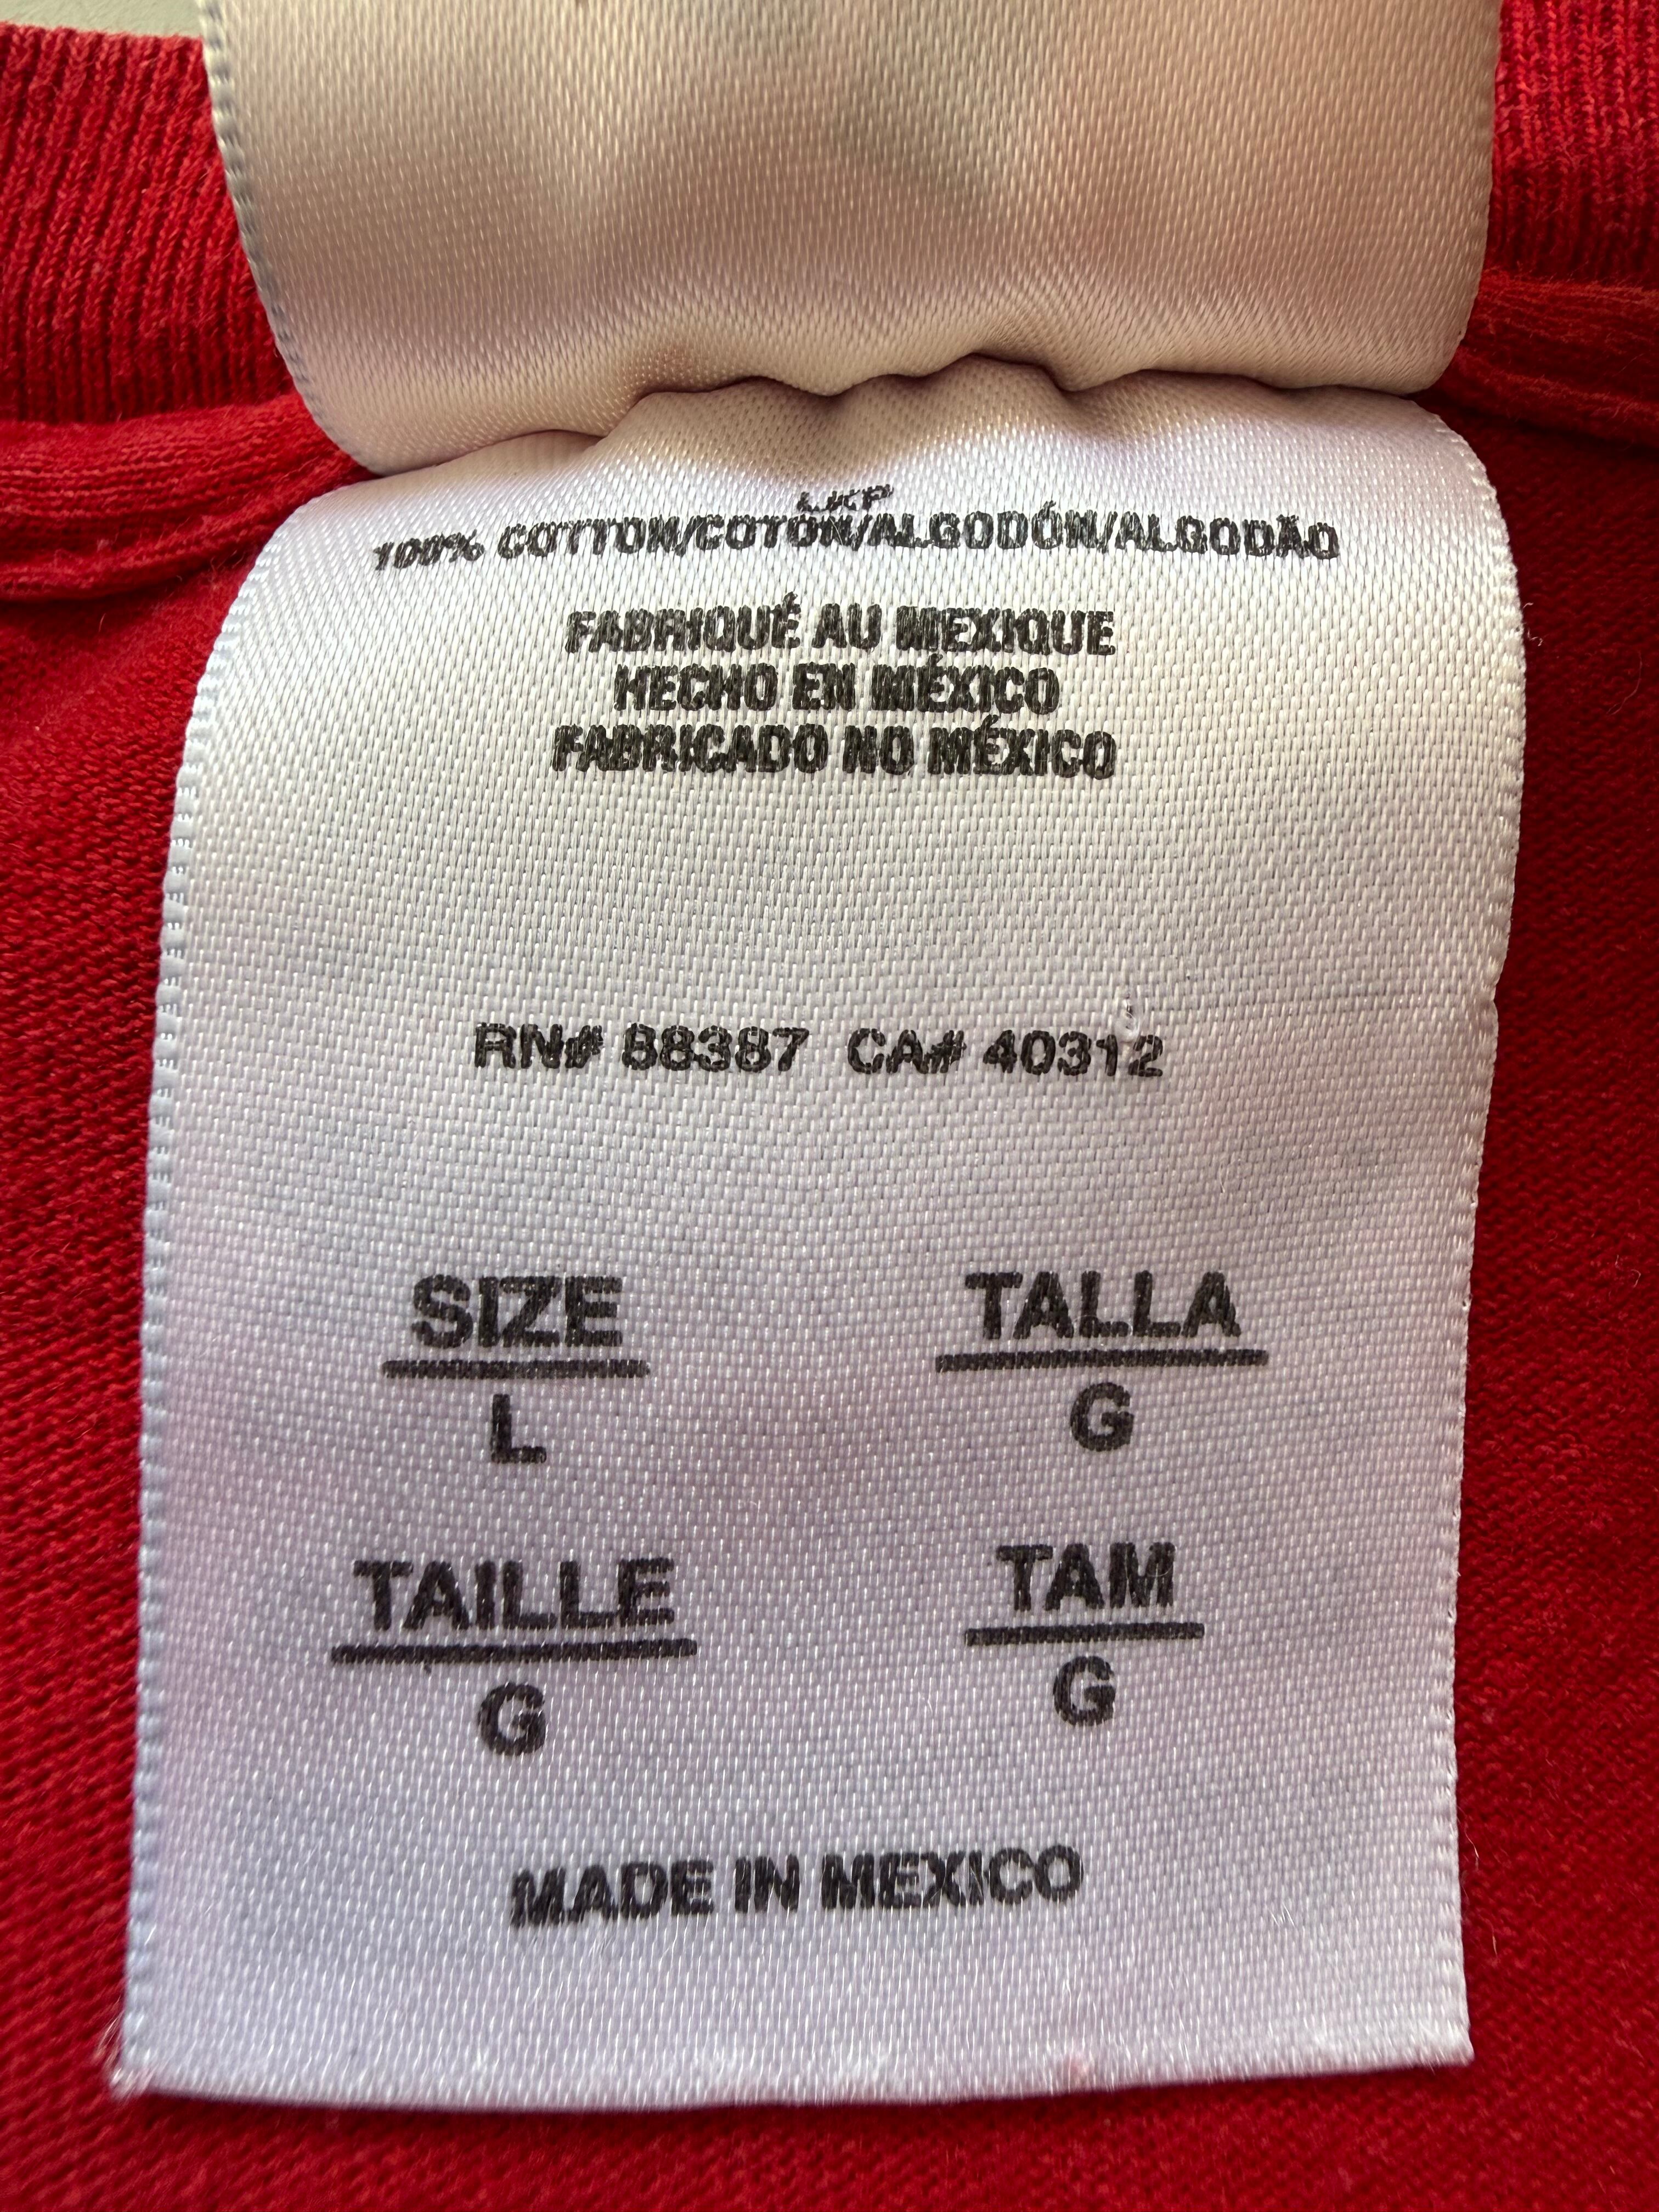 LKP
100% COTTON/COTON/ALGODÓN/ALGODÃO
FABRIQUÉ AU MEXIQUE
HECHO EN MÉXICO
FABRICADO NO MÉXICO
RN# 88387 CA# 40312
SIZE TALLA
L G
TAILLE TAM
G G
MADE IN MEXICO